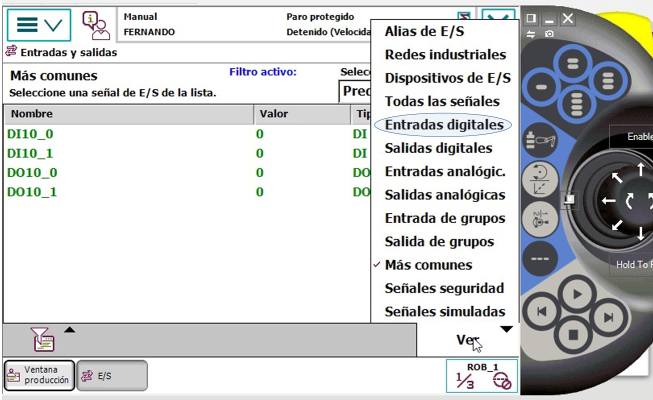 Manual
FERNANDO
Paro protegido
Detenido (Velocida
Entradas y salidas
Más comunes
Filtro activo:
Selec
Seleccione una señal de E/S de la lista.
Pred
Nombre Valor Tip
DI10_0 0 DI
DI10_1 0 DI
DO10_0 0 DO
DO10_1 0 DO
Alias de E/S
Redes industriales
Dispositivos de E/S
Todas las señales
Entradas digitales
Salidas digitales
Entradas analógic.
Salidas analógicas
Entrada de grupos
Salida de grupos
Más comunes
Señales seguridad
Señales simuladas
Ver
Ventana
producción
E/S
ROB_1
1/3
Enable
Hold To R